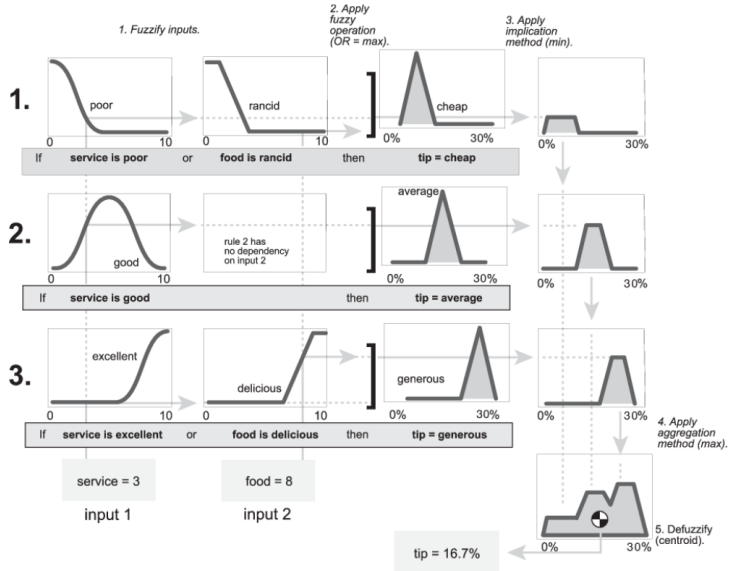 1. Fuzzify inputs.
2. Apply
fuzzy
operation
(OR = max).
3. Apply
implication
method (min).
1.
poor
0
10
rancid
0
10
cheap
0%
30%
0%
30%
If service is poor or food is rancid then tip = cheap
2.
good
0
10
rule 2 has
no dependency
on input 2
average
0%
30%
0%
30%
If service is good then tip = average
3.
excellent
0
10
delicious
0
10
generous
0%
30%
0%
30%
If service is excellent or food is delicious then tip = generous
4. Apply
aggregation
method (max).
service = 3
input 1
food = 8
input 2
0%
30%
5. Defuzzify
(centroid).
tip = 16.7%